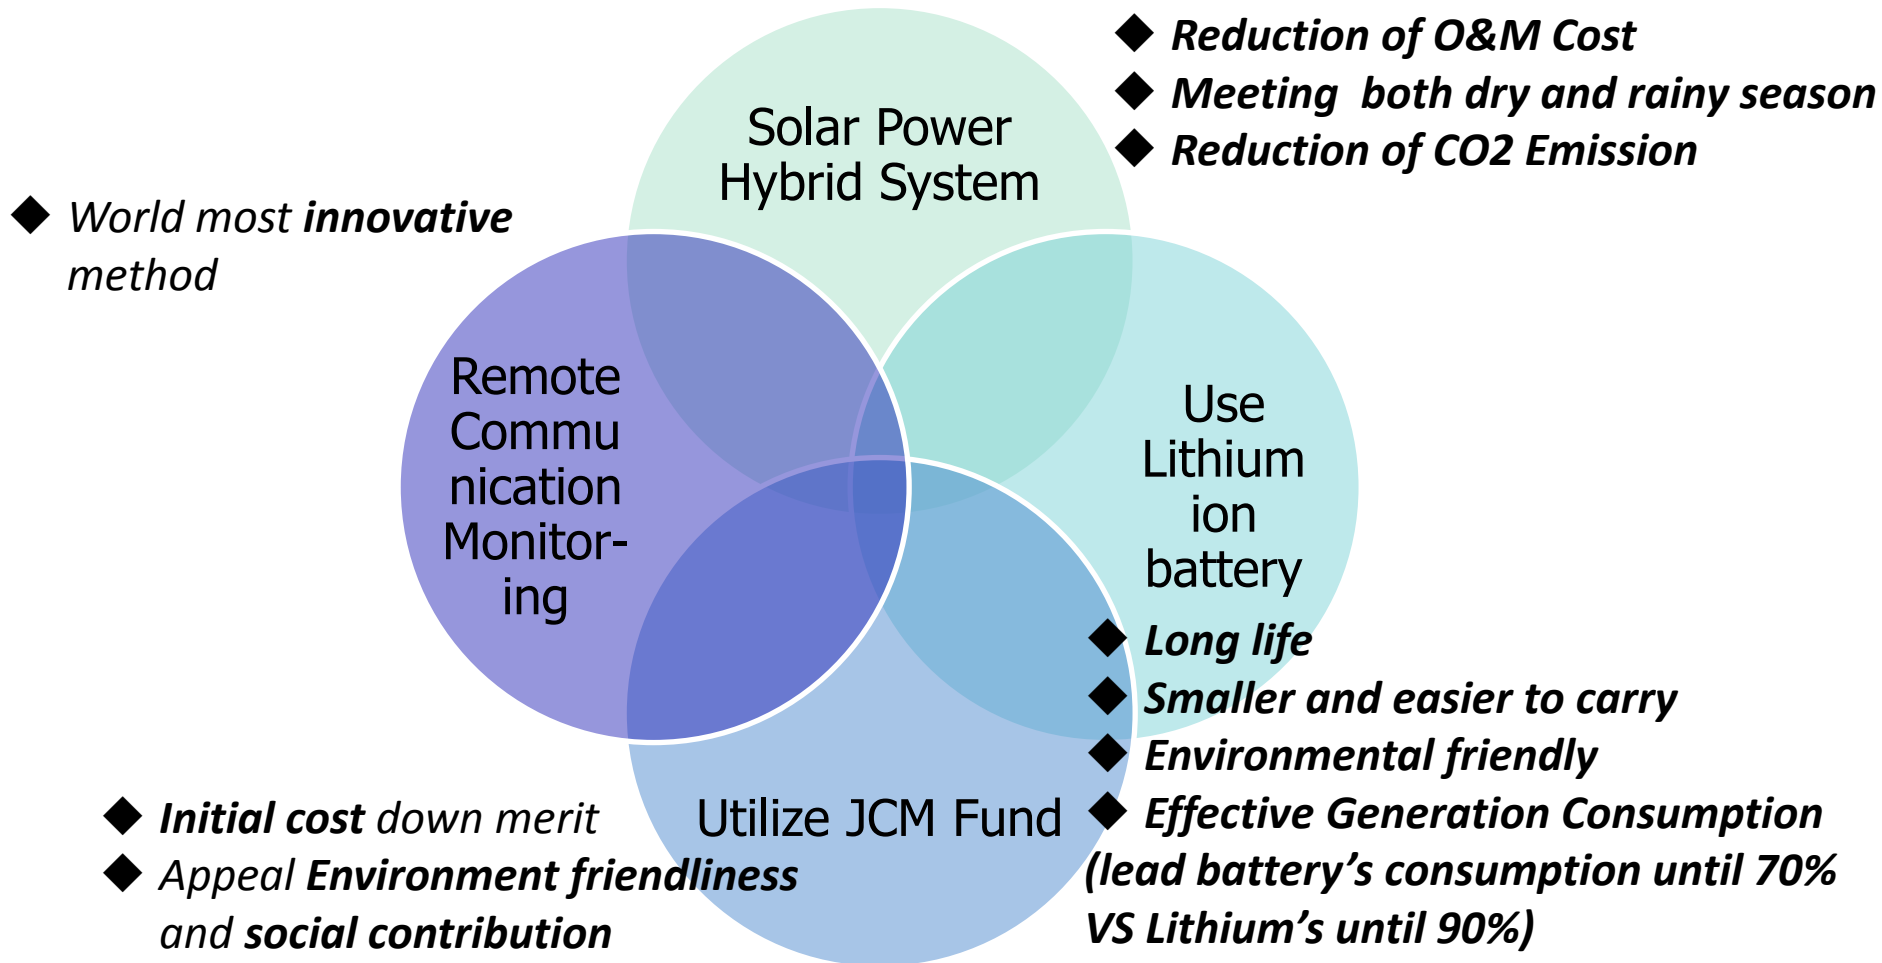 Solar Power
Hybrid System
◆ Reduction of O&M Cost
◆ Meeting both dry and rainy season
◆ Reduction of CO2 Emission
◆ World most innovative
method
Remote
Commu
nication
Monitor-
ing
Use
Lithium
ion
battery
◆ Long life
◆ Smaller and easier to carry
◆ Environmental friendly
◆ Effective Generation Consumption
(lead battery’s consumption until 70%
VS Lithium’s until 90%)
Utilize JCM Fund
◆ Initial cost down merit
◆ Appeal Environment friendliness
and social contribution